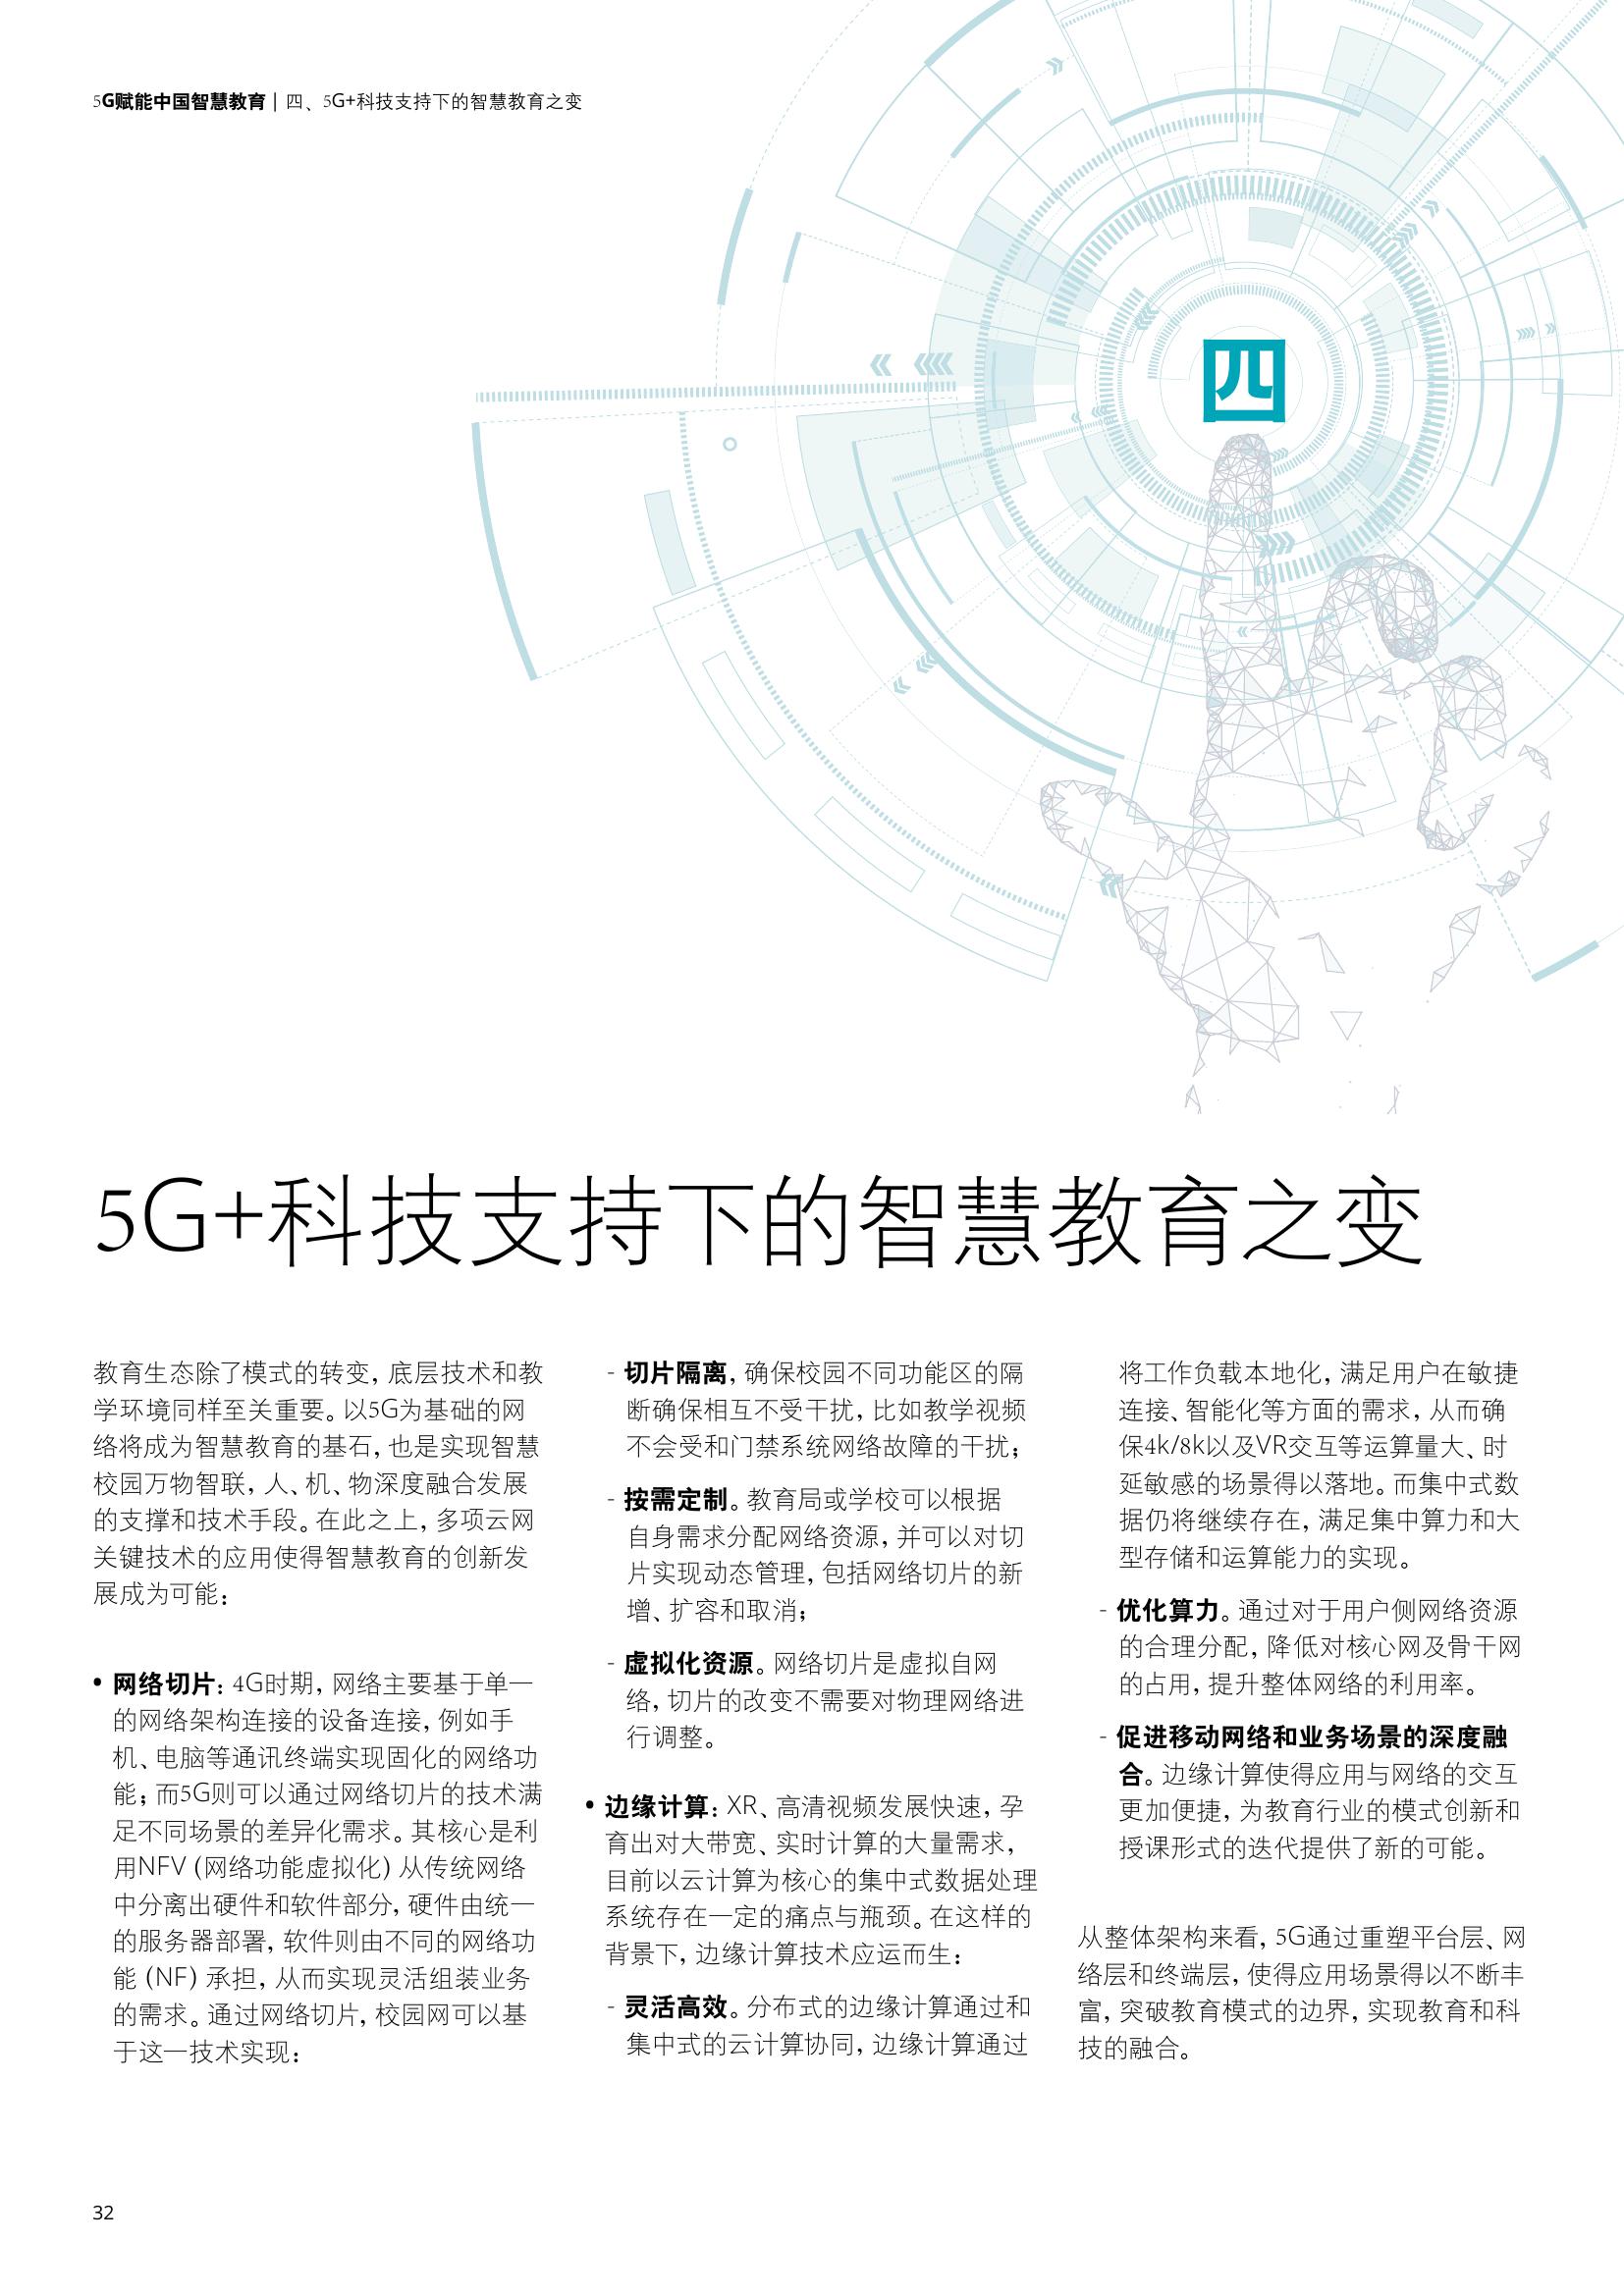 5G赋能中国智慧教育 | 四、5G+科技支持下的智慧教育之变
四
5G+科技支持下的智慧教育之变
教育生态除了模式的转变，底层技术和教
学环境同样至关重要。以5G为基础的网
络将成为智慧教育的基石，也是实现智慧
校园万物智联，人、机、物深度融合发展
的支撑和技术手段。在此之上，多项云网
关键技术的应用使得智慧教育的创新发
展成为可能：
• 网络切片：4G时期，网络主要基于单一
的网络架构连接的设备连接，例如手
机、电脑等通讯终端实现固化的网络功
能；而5G则可以通过网络切片的技术满
足不同场景的差异化需求。其核心是利
用NFV（网络功能虚拟化）从传统网络
中分离出硬件和软件部分，硬件由统一
的服务器部署，软件则由不同的网络功
能（NF）承担，从而实现灵活组装业务
的需求。通过网络切片，校园网可以基
于这一技术实现：
- 切片隔离，确保校园不同功能区的隔
断确保相互不受干扰，比如教学视频
不会受和门禁系统网络故障的干扰；
- 按需定制。教育局或学校可以根据
自身需求分配网络资源，并可以对切
片实现动态管理，包括网络切片的新
增、扩容和取消；
- 虚拟化资源。网络切片是虚拟自网
络，切片的改变不需要对物理网络进
行调整。
• 边缘计算：XR、高清视频发展快速，孕
育出对大带宽、实时计算的大量需求，
目前以云计算为核心的集中式数据处理
系统存在一定的痛点与瓶颈。在这样的
背景下，边缘计算技术应运而生：
- 灵活高效。分布式的边缘计算通过和
集中式的云计算协同，边缘计算通过
将工作负载本地化，满足用户在敏捷
连接、智能化等方面的需求，从而确
保4k/8k以及VR交互等运算量大、时
延敏感的场景得以落地。而集中式数
据仍将继续存在，满足集中算力和大
型存储和运算能力的实现。
- 优化算力。通过对于用户侧网络资源
的合理分配，降低对核心网及骨干网
的占用，提升整体网络的利用率。
- 促进移动网络和业务场景的深度融
合。边缘计算使得应用与网络的交互
更加便捷，为教育行业的模式创新和
授课形式的迭代提供了新的可能。
从整体架构来看，5G通过重塑平台层、网
络层和终端层，使得应用场景得以不断丰
富，突破教育模式的边界，实现教育和科
技的融合。
32